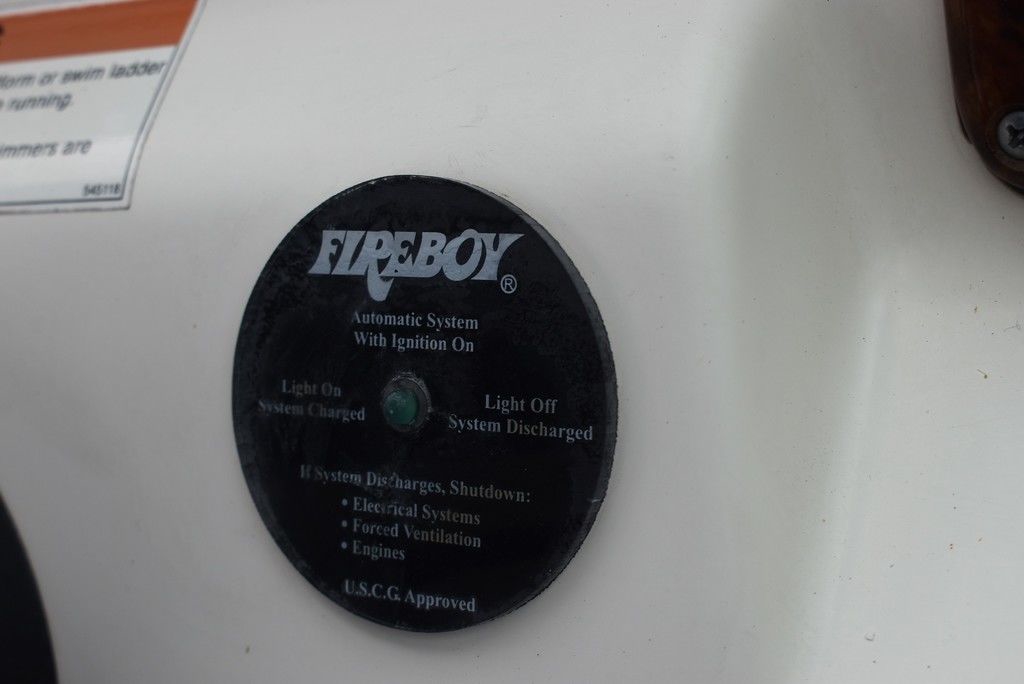 form or swim ladder
running.
immers are
545118
FIREBOY®
Automatic System
With Ignition On
Light On
System Charged
Light Off
System Discharged
If System Discharges, Shutdown:
• Electrical Systems
• Forced Ventilation
• Engines
U.S.C.G. Approved